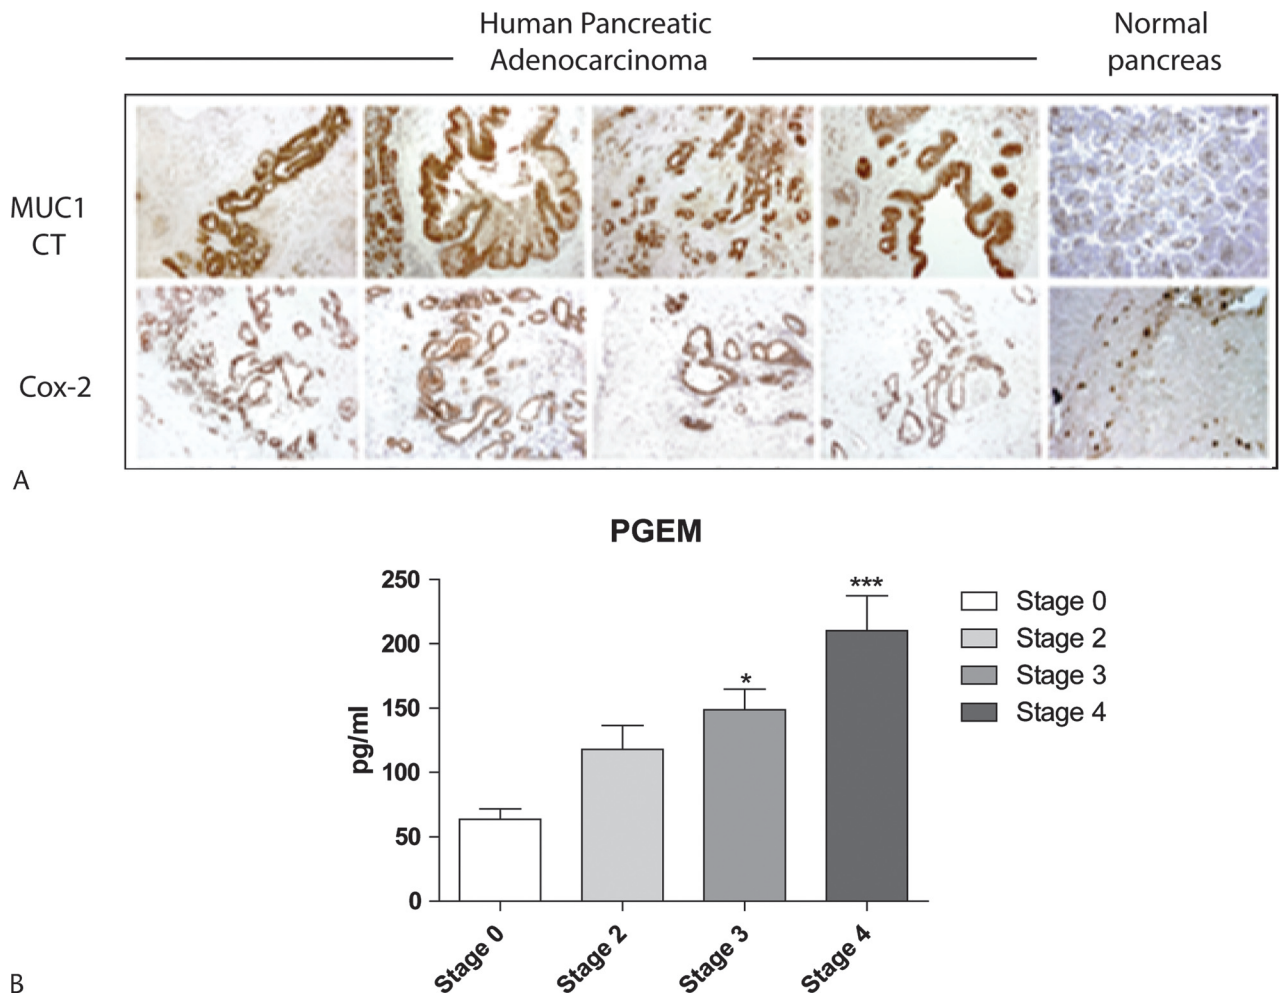 Human Pancreatic
Adenocarcinoma
Normal
pancreas
MUC1
CT
Cox-2
A
PGEM
250
200
150
100
50
0
pg/ml
*
***
Stage 0
Stage 2
Stage 3
Stage 4
Stage 0
Stage 2
Stage 3
Stage 4
B